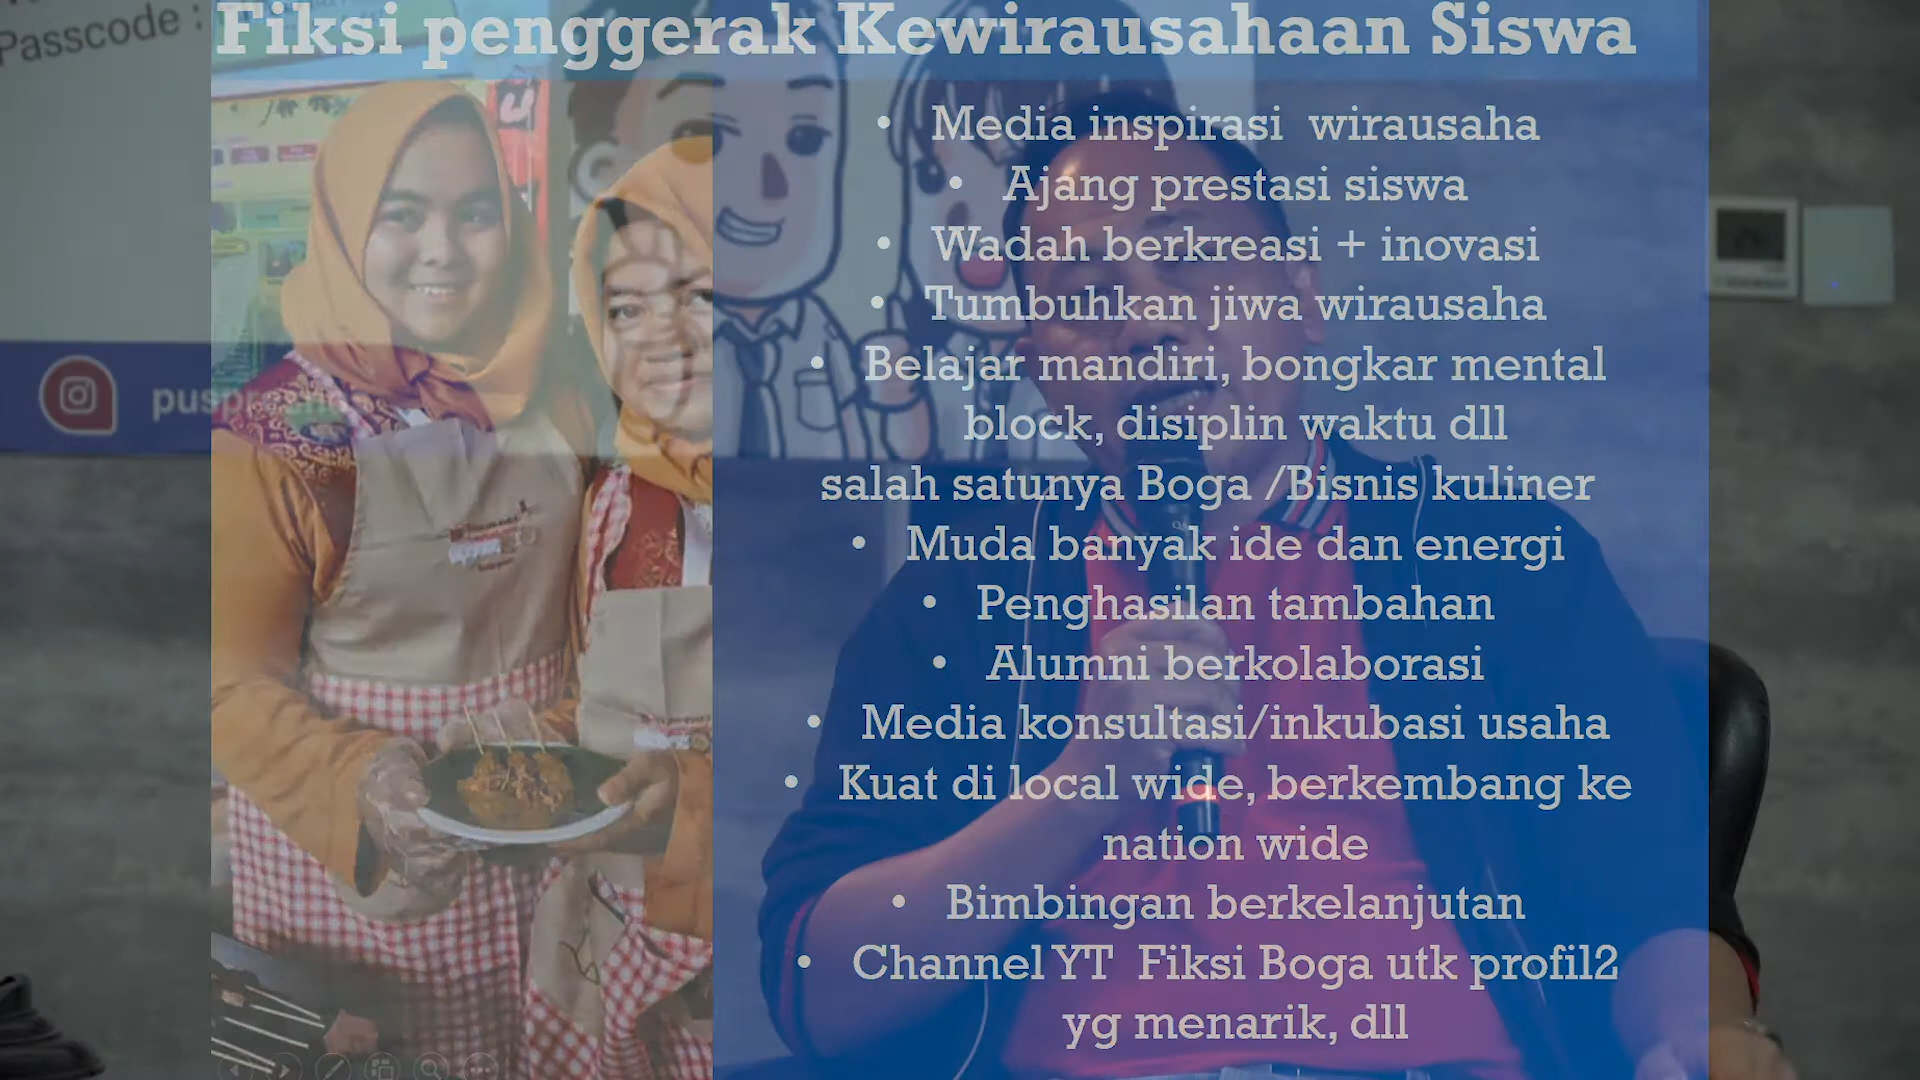 Passcode :
Fiksi penggerak Kewirausahaan Siswa
• Media inspirasi wirausaha
• Ajang prestasi siswa
• Wadah berkreasi + inovasi
• Tumbuhkan jiwa wirausaha
• Belajar mandiri, bongkar mental
block, disiplin waktu dll
salah satunya Boga /Bisnis kuliner
• Muda banyak ide dan energi
• Penghasilan tambahan
• Alumni berkolaborasi
• Media konsultasi/inkubasi usaha
• Kuat di local wide, berkembang ke
nation wide
• Bimbingan berkelanjutan
• Channel YT Fiksi Boga utk profil2
yg menarik, dll